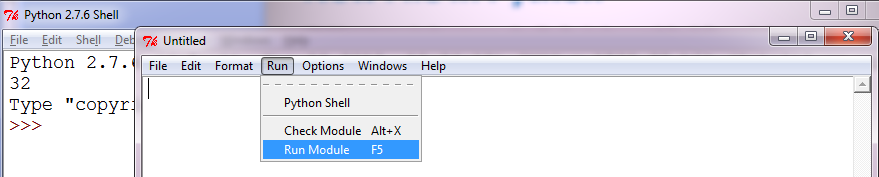 Python 2.7.6 Shell
File Edit Shell
Python 2.7.6
32
Type
>>>
Untitled
File Edit Format Run Options Windows Help
Python Shell
Check Module Alt+X
Run Module F5